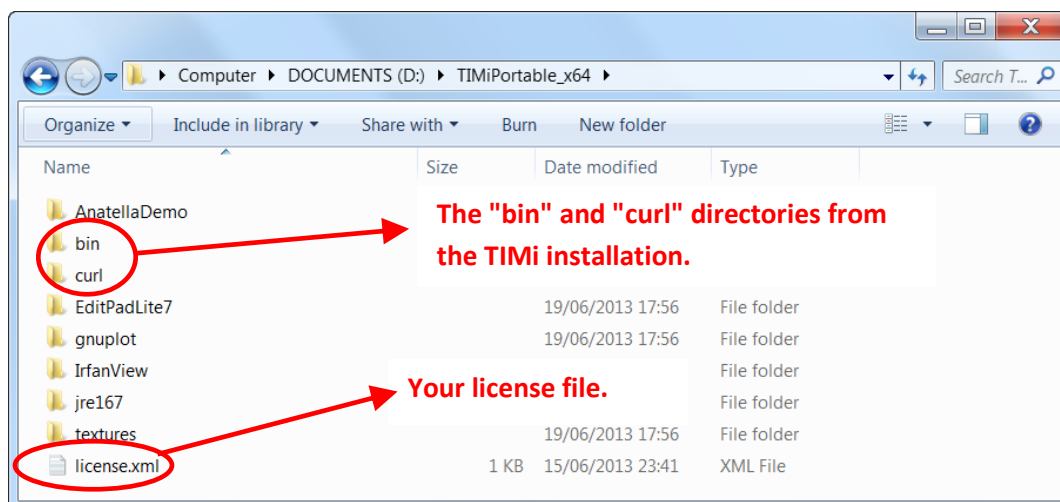 Computer DOCUMENTS (D:) TIMiPortable_x64 Search T...
Organize Include in library Share with Burn New folder
Name Size Date modified Type
AnatellaDemo
bin
curl
The "bin" and "curl" directories from
the TIMi installation.
EditPadLite7 19/06/2013 17:56 File folder
gnuplot 19/06/2013 17:56 File folder
IrfanView File folder
jre167 File folder
Your license file.
textures 19/06/2013 17:56 File folder
license.xml 1 KB 15/06/2013 23:41 XML File